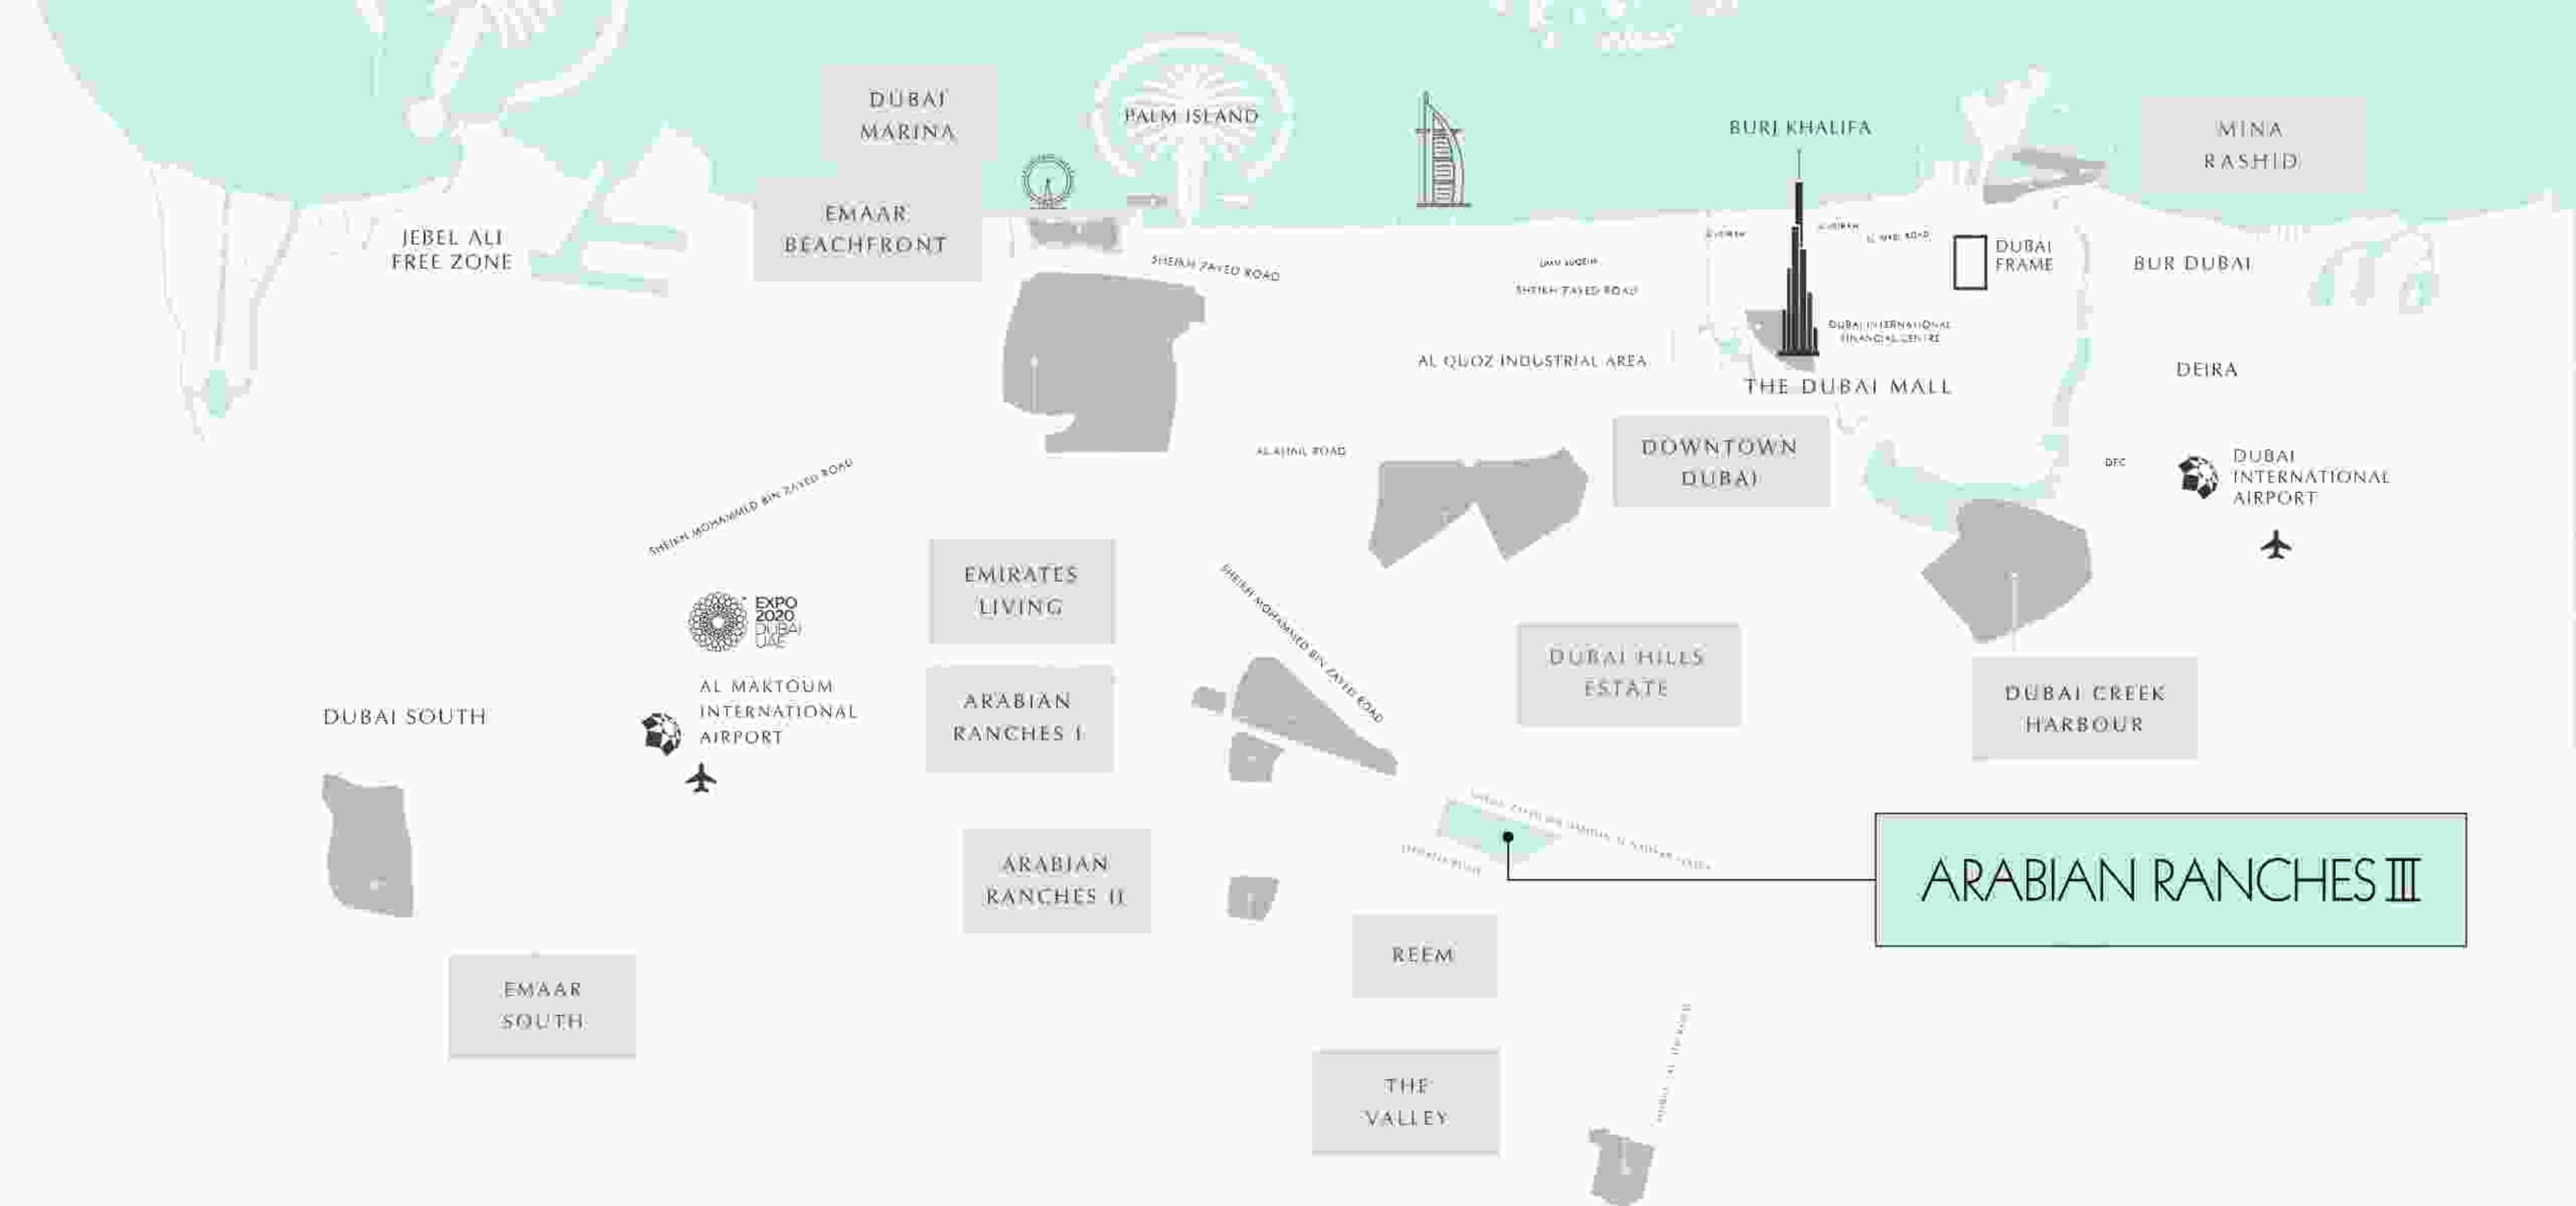 DUBAI
MARINA
PALM ISLAND
BURJ KHALIFA
MINA
RASHID
EMAAR
BEACHFRONT
JEBEL ALI
FREE ZONE
SHEIKH ZAYED ROAD
SHEIKH ZAYED ROAD
DUBAI
FRAME
BUR DUBAI
DUBAI INTERNATIONAL
FINANCIAL CENTRE
AL QUOZ INDUSTRIAL AREA
THE DUBAI MALL
DEIRA
AL KHAIL ROAD
DOWNTOWN
DUBAI
DUBAI
INTERNATIONAL
AIRPORT
SHEIKH MOHAMMED BIN ZAYED ROAD
EMIRATES
LIVING
SHEIKH MOHAMMED BIN ZAYED ROAD
EXPO
2020
DUBAI
UAE
DUBAI HILLS
ESTATE
DUBAI CREEK
HARBOUR
DUBAI SOUTH
AL MAKTOUM
INTERNATIONAL
AIRPORT
ARABIAN
RANCHES I
ARABIAN
RANCHES II
ARABIAN RANCHES III
REEM
EMAAR
SOUTH
THE
VALLEY